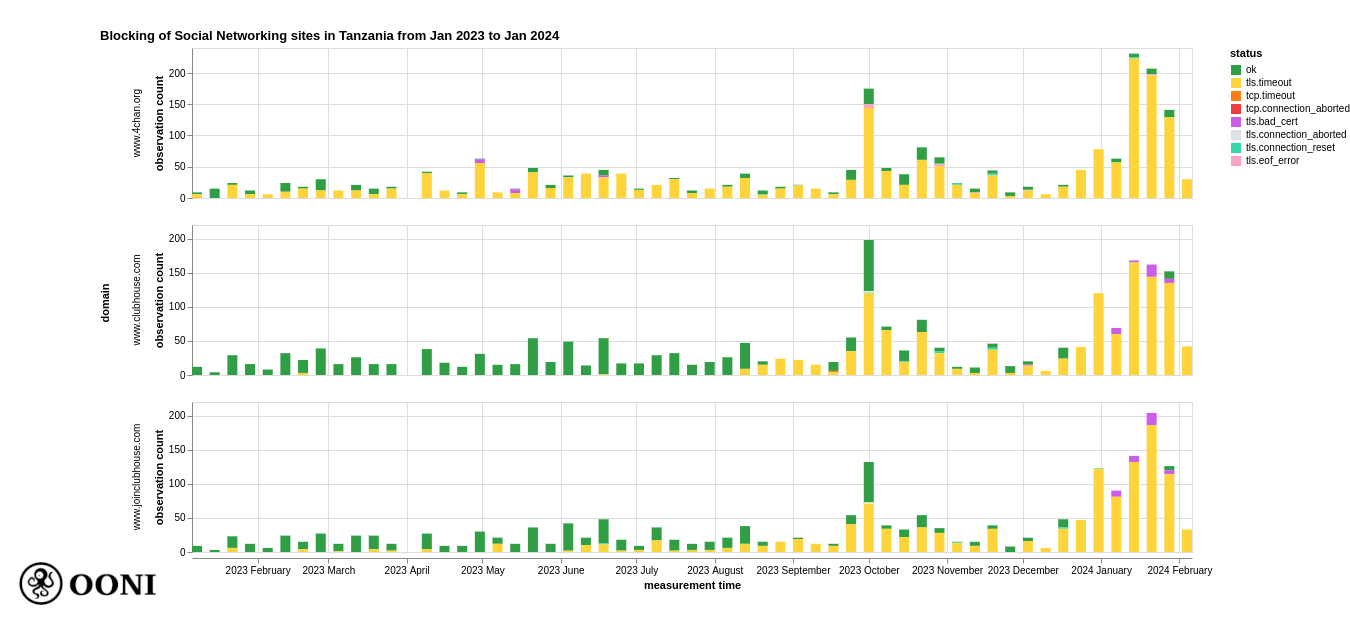 Blocking of Social Networking sites in Tanzania from Jan 2023 to Jan 2024
status
ok
tls.timeout
tcp.timeout
tcp.connection_aborted
tls.bad_cert
tls.connection_aborted
tls.connection_reset
tls.eof_error
domain
www.4chan.org
observation count
200
150
100
50
0
www.clubhouse.com
observation count
200
150
100
50
0
www.joinclubhouse.com
observation count
200
150
100
50
0
2023 February 2023 March 2023 April 2023 May 2023 June 2023 July 2023 August 2023 September 2023 October 2023 November 2023 December 2024 January 2024 February
measurement time
OONI